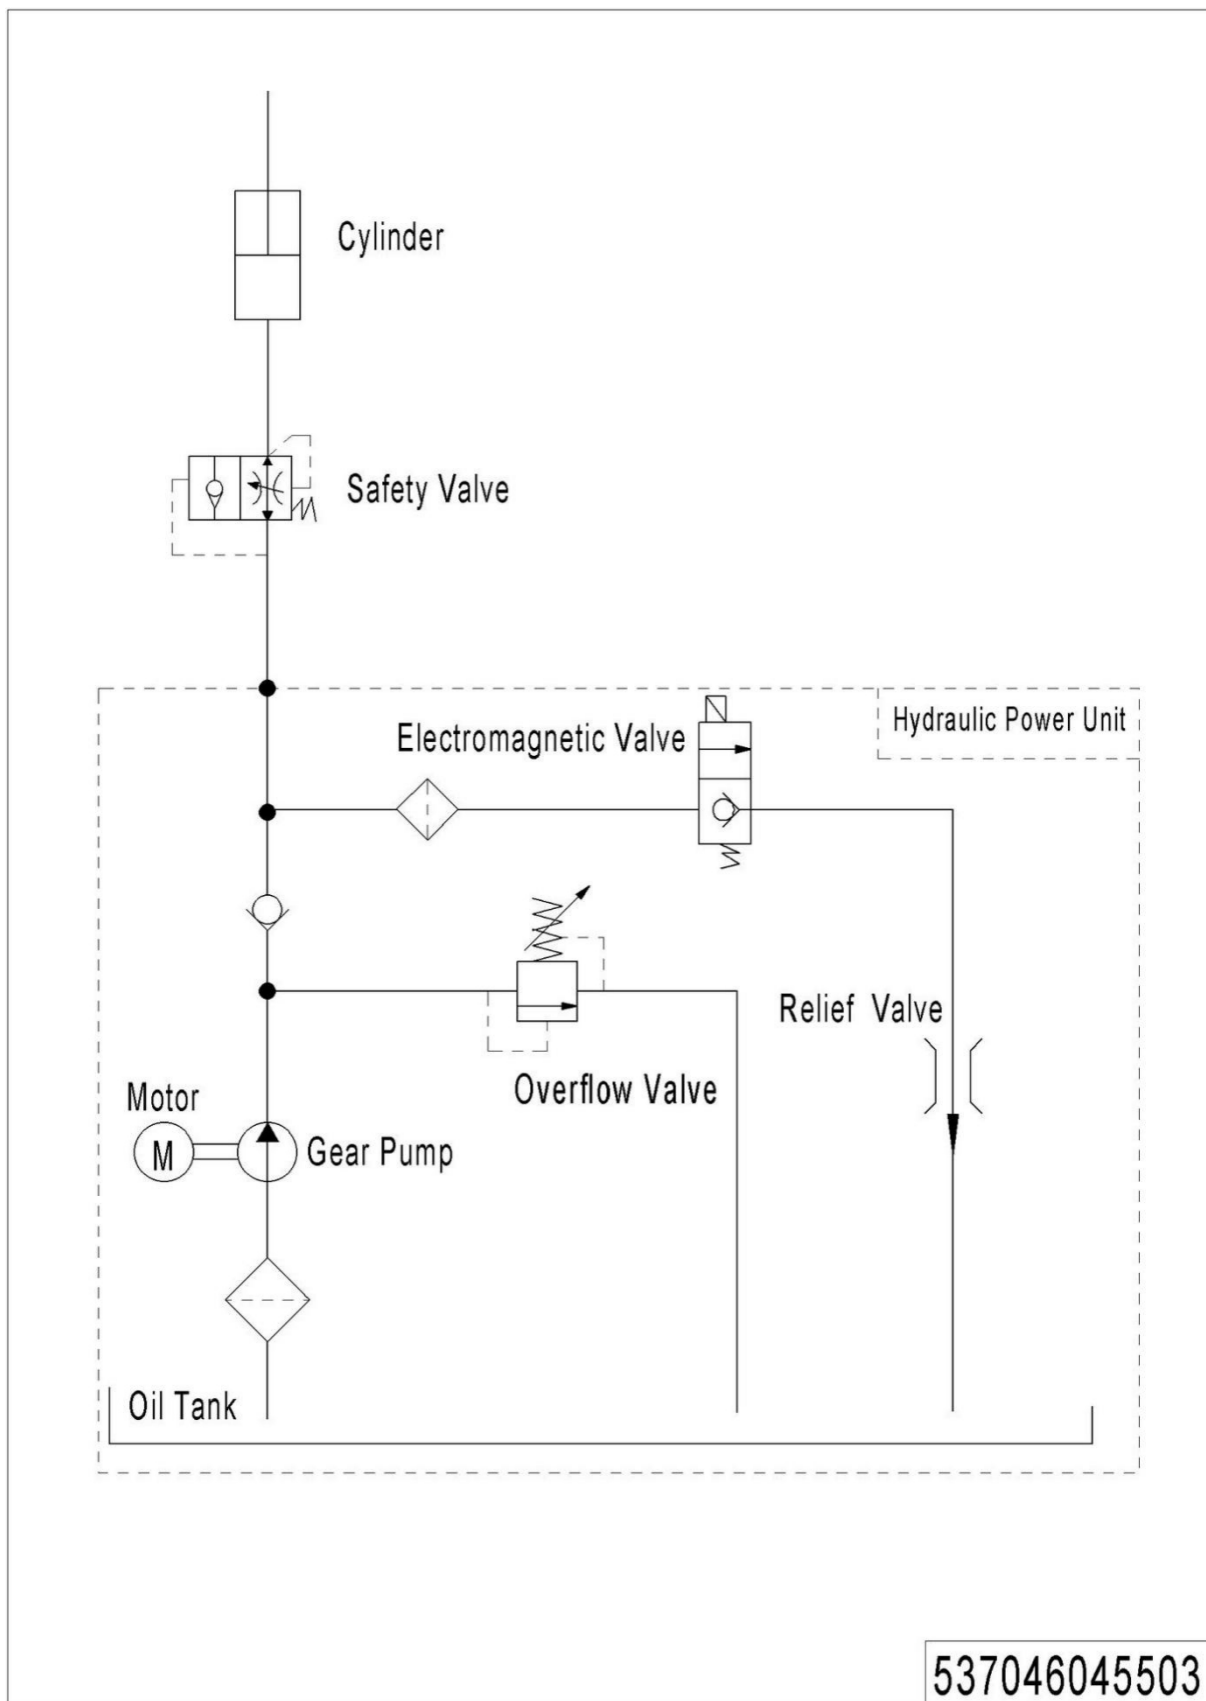 Cylinder
Safety Valve
Hydraulic Power Unit
Electromagnetic Valve
Relief Valve
Overflow Valve
Motor
M
Gear Pump
Oil Tank
537046045503